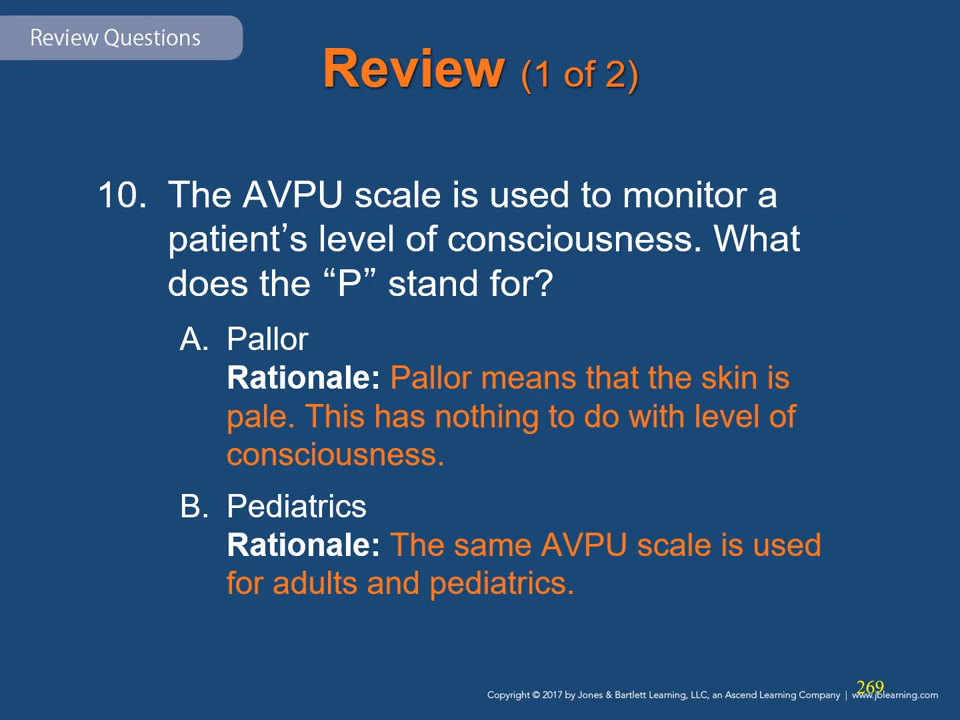 Review Questions
Review (1 of 2)
10. The AVPU scale is used to monitor a
patient’s level of consciousness. What
does the “P” stand for?
A. Pallor
Rationale: Pallor means that the skin is
pale. This has nothing to do with level of
consciousness.
B. Pediatrics
Rationale: The same AVPU scale is used
for adults and pediatrics.
269
Copyright © 2017 by Jones & Bartlett Learning, LLC, an Ascend Learning Company | www.jblearning.com